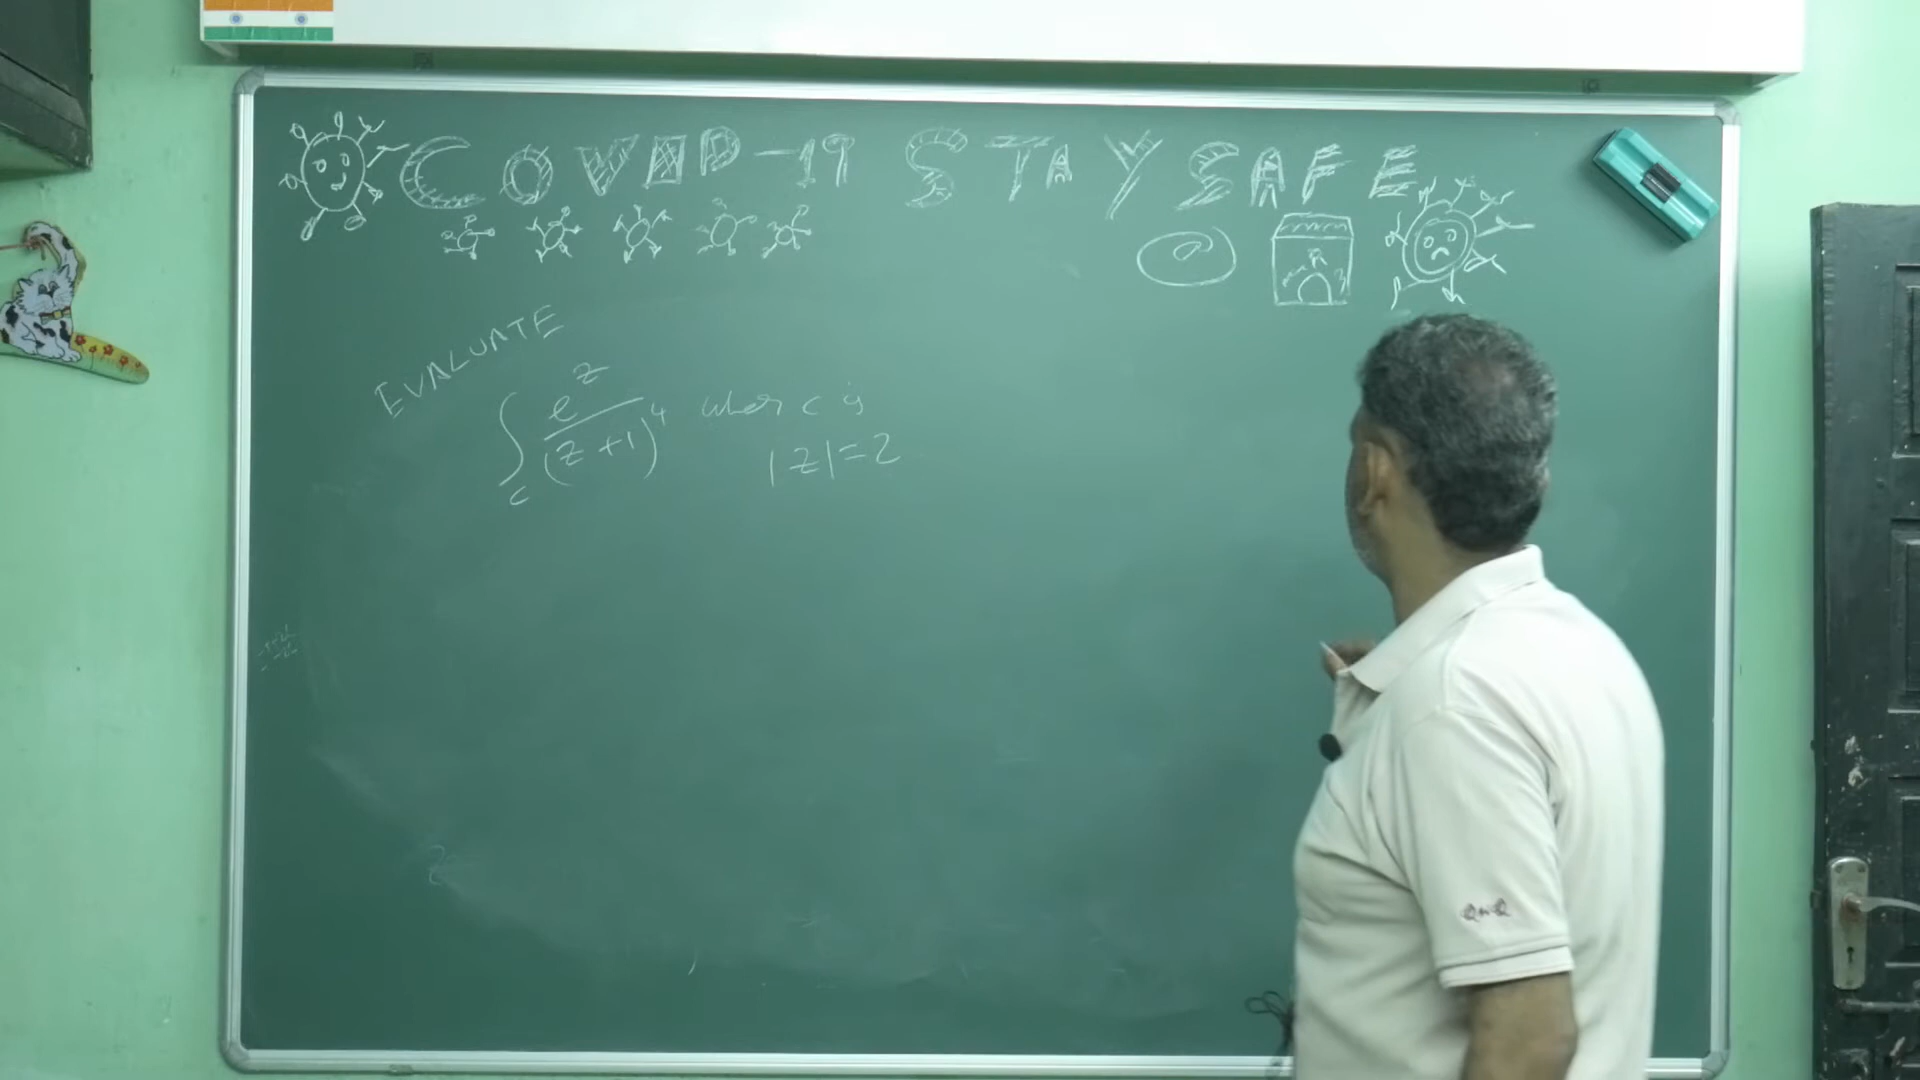 COVID-19 STAY SAFE
EVALUATE
∫_C e^z/(z+1)^4 where c is
|z|=2